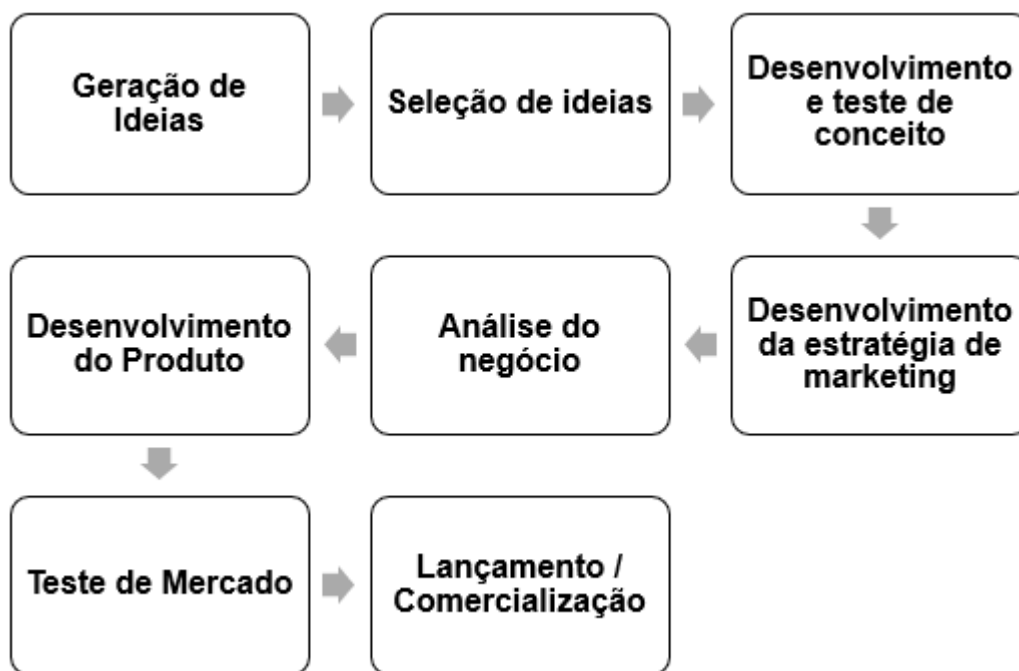 Geração de
Ideias
Seleção de ideias
Desenvolvimento
e teste de
conceito
Desenvolvimento
da estratégia de
marketing
Análise do
negócio
Desenvolvimento
do Produto
Teste de Mercado
Lançamento /
Comercialização